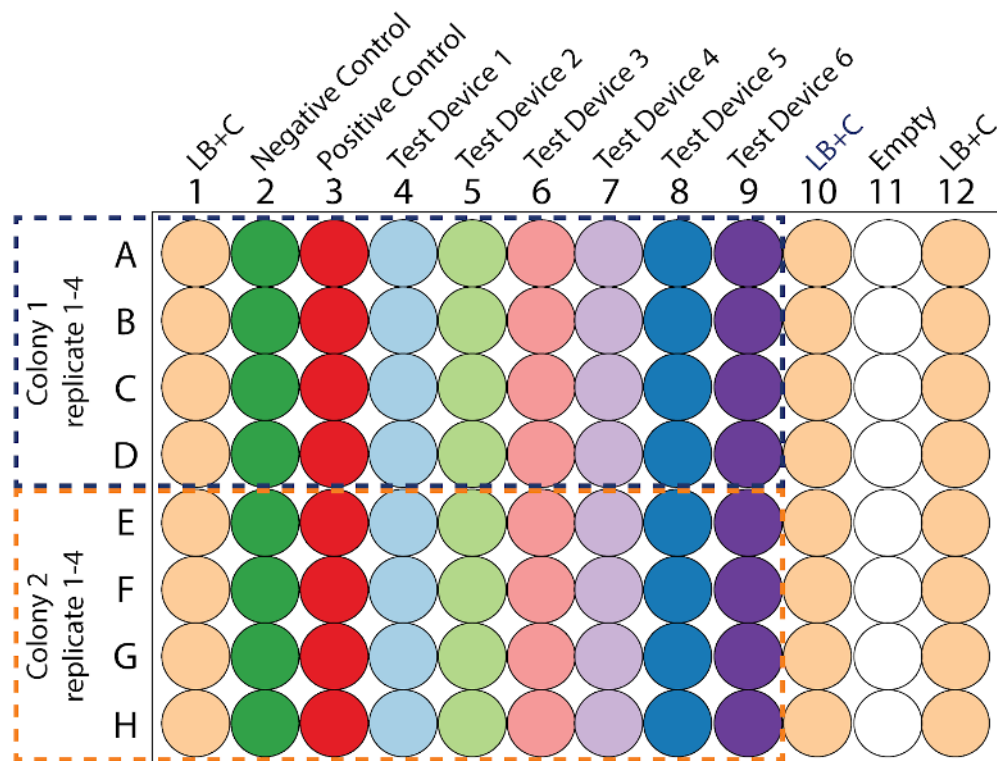 LB+C
Negative Control
Positive Control
Test Device 1
Test Device 2
Test Device 3
Test Device 4
Test Device 5
Test Device 6
LB+C
Empty
LB+C
1 2 3 4 5 6 7 8 9 10 11 12
Colony 1
replicate 1-4
A
B
C
D
Colony 2
replicate 1-4
E
F
G
H